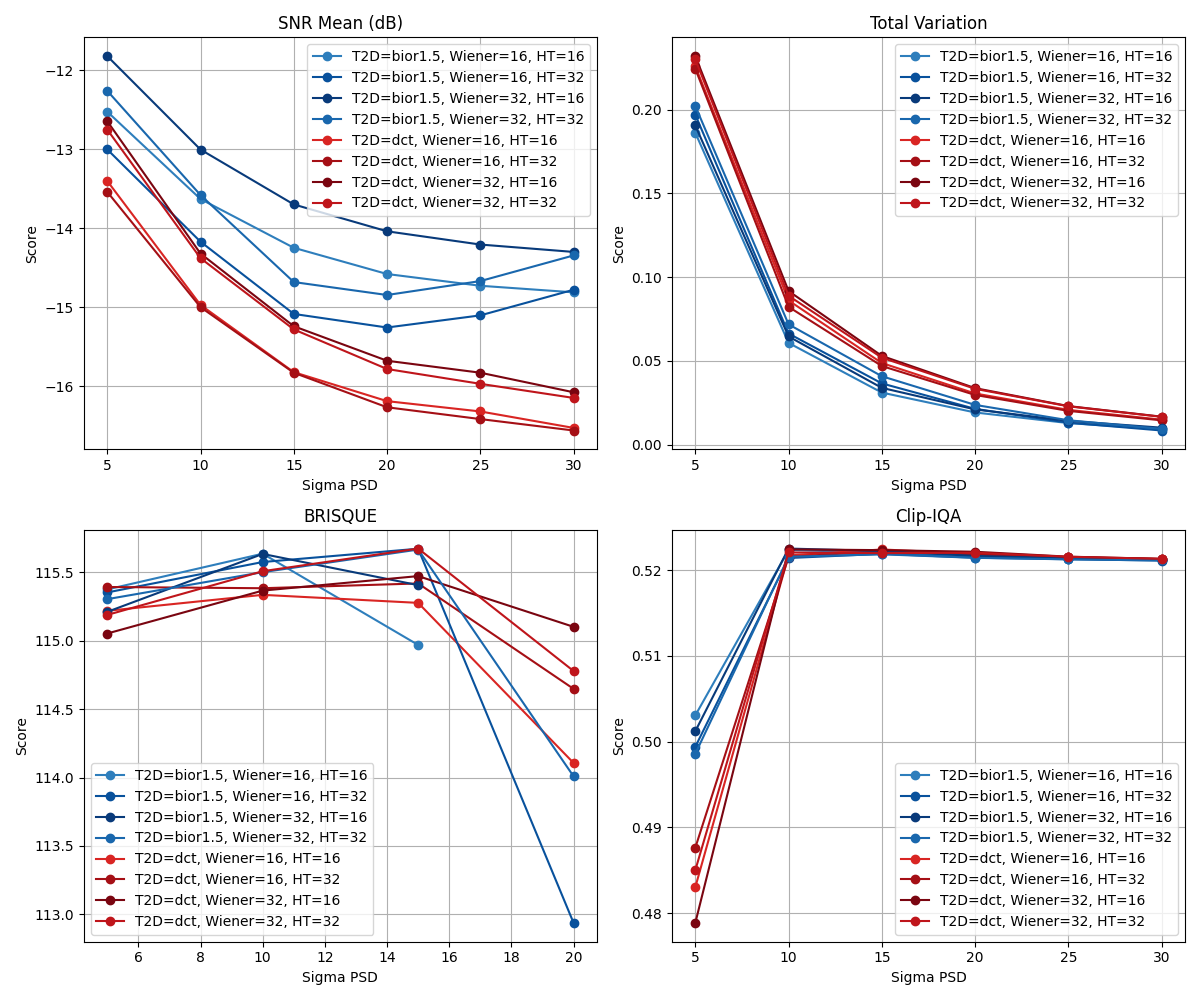 SNR Mean (dB)
−12
−13
−14
−15
−16
Score
5 10 15 20 25 30
Sigma PSD
T2D=bior1.5, Wiener=16, HT=16
T2D=bior1.5, Wiener=16, HT=32
T2D=bior1.5, Wiener=32, HT=16
T2D=bior1.5, Wiener=32, HT=32
T2D=dct, Wiener=16, HT=16
T2D=dct, Wiener=16, HT=32
T2D=dct, Wiener=32, HT=16
T2D=dct, Wiener=32, HT=32
Total Variation
0.20
0.15
0.10
0.05
0.00
Score
5 10 15 20 25 30
Sigma PSD
T2D=bior1.5, Wiener=16, HT=16
T2D=bior1.5, Wiener=16, HT=32
T2D=bior1.5, Wiener=32, HT=16
T2D=bior1.5, Wiener=32, HT=32
T2D=dct, Wiener=16, HT=16
T2D=dct, Wiener=16, HT=32
T2D=dct, Wiener=32, HT=16
T2D=dct, Wiener=32, HT=32
BRISQUE
115.5
115.0
114.5
114.0
113.5
113.0
Score
6 8 10 12 14 16 18 20
Sigma PSD
T2D=bior1.5, Wiener=16, HT=16
T2D=bior1.5, Wiener=16, HT=32
T2D=bior1.5, Wiener=32, HT=16
T2D=bior1.5, Wiener=32, HT=32
T2D=dct, Wiener=16, HT=16
T2D=dct, Wiener=16, HT=32
T2D=dct, Wiener=32, HT=16
T2D=dct, Wiener=32, HT=32
Clip-IQA
0.52
0.51
0.50
0.49
0.48
Score
5 10 15 20 25 30
Sigma PSD
T2D=bior1.5, Wiener=16, HT=16
T2D=bior1.5, Wiener=16, HT=32
T2D=bior1.5, Wiener=32, HT=16
T2D=bior1.5, Wiener=32, HT=32
T2D=dct, Wiener=16, HT=16
T2D=dct, Wiener=16, HT=32
T2D=dct, Wiener=32, HT=16
T2D=dct, Wiener=32, HT=32